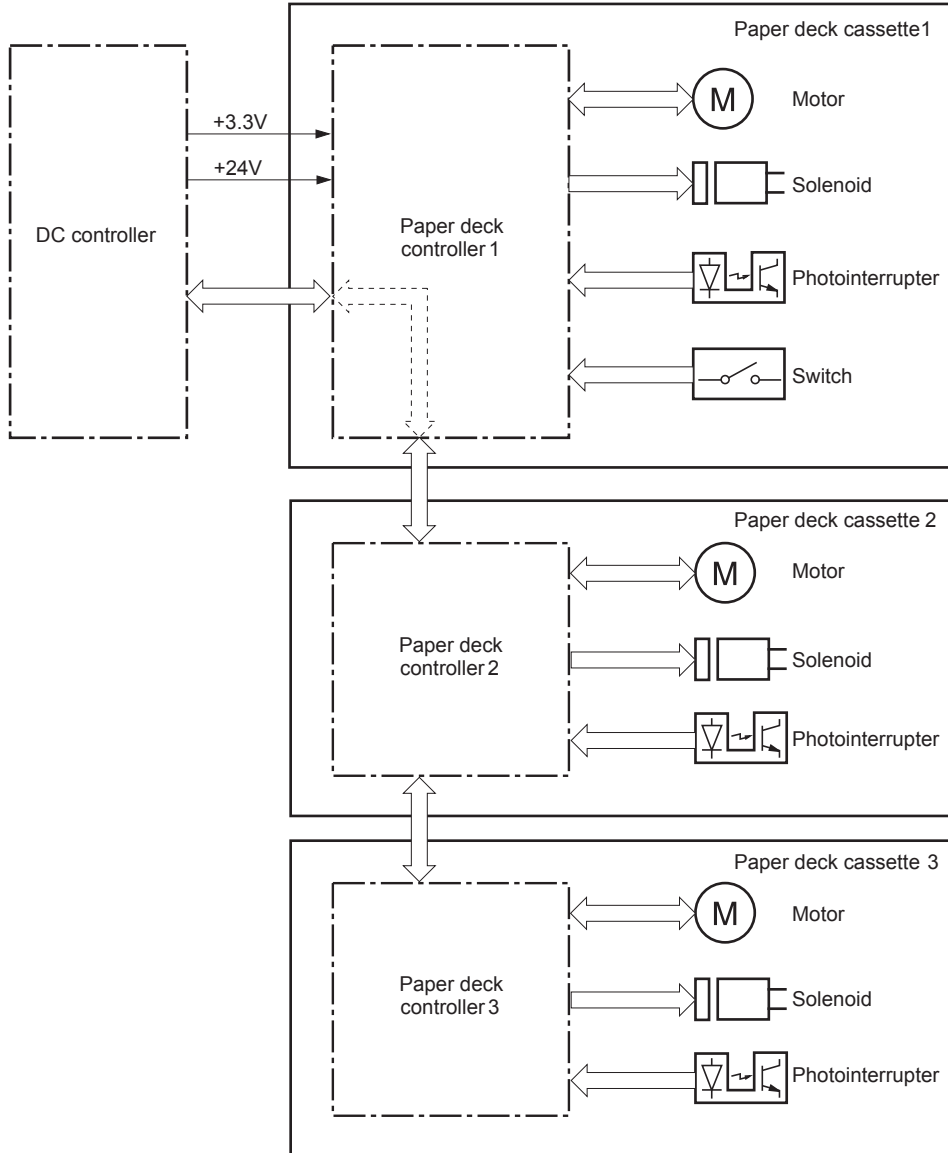 Paper deck cassette1
M
Motor
+3.3V
+24V
Solenoid
DC controller
Paper deck
controller 1
Photointerrupter
Switch
Paper deck cassette 2
M
Motor
Paper deck
controller 2
Solenoid
Photointerrupter
Paper deck cassette 3
M
Motor
Paper deck
controller 3
Solenoid
Photointerrupter